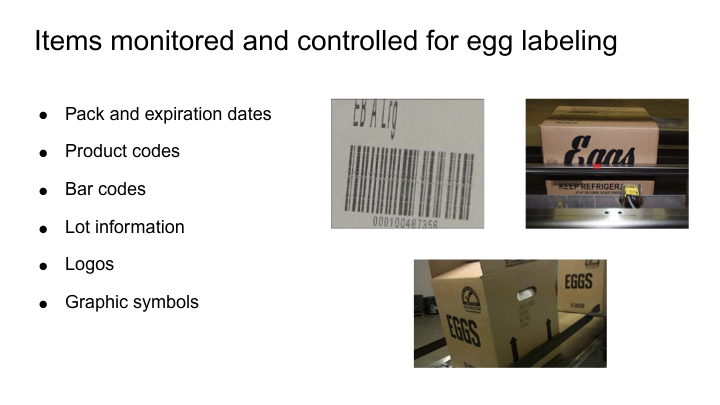 Items monitored and controlled for egg labeling
● Pack and expiration dates
● Product codes
● Bar codes
● Lot information
● Logos
● Graphic symbols
EB A Lrg
000100487356
Eggs
KEEP REFRIGERA
EGGS
EGGS